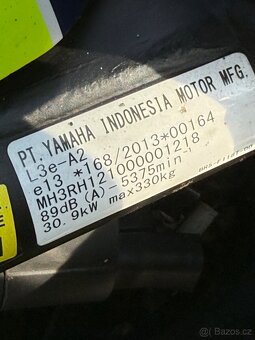 PT. YAMAHA INDONESIA MOTOR MFG.
L3e-A2
e13 *168/2013*00164
MH3RH121000001218
89dB(A)-5375min⁻¹
30.9kW max330kg
Bazoš.cz